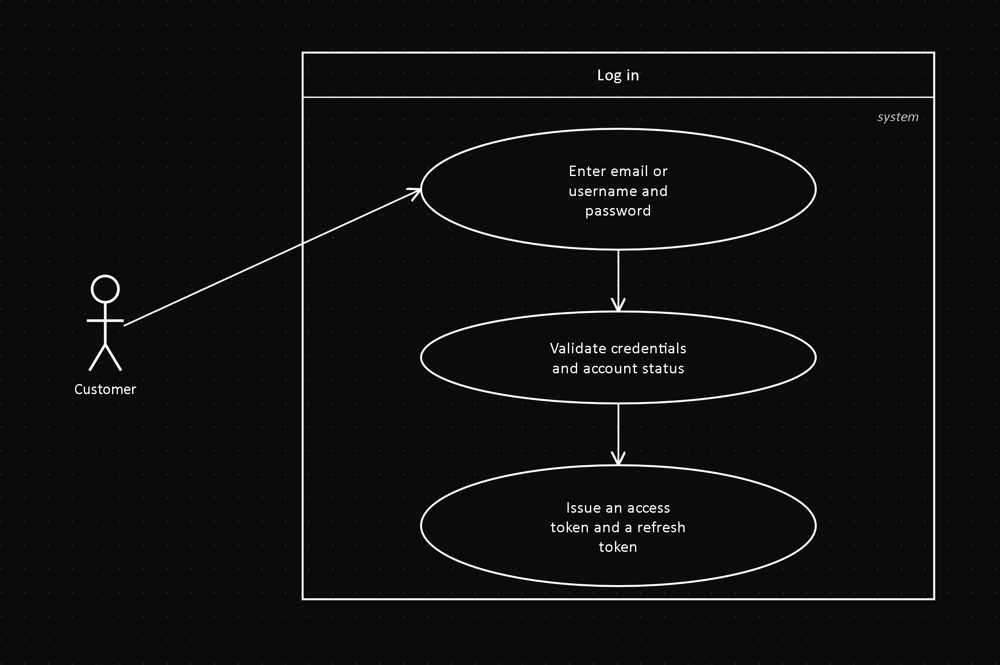 Log in
system
Enter email or
username and
password
Validate credentials
and account status
Customer
Issue an access
token and a refresh
token